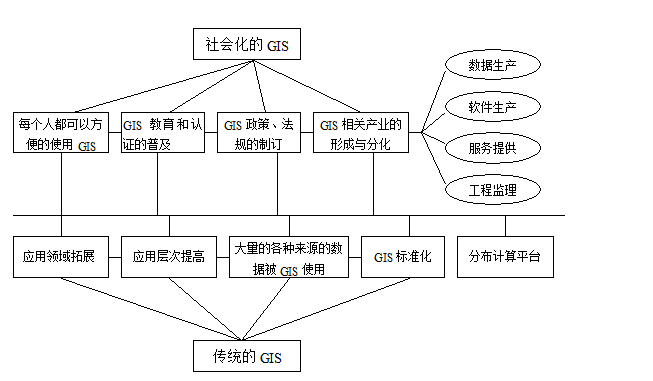 社会化的 GIS
数据生产
软件生产
服务提供
工程监理
每个人都可以方
便的使用 GIS
GIS 教育和认
证的普及
GIS 政策、法
规的制订
GIS 相关产业的
形成与分化
应用领域拓展
应用层次提高
大量的各种来源的数
据被 GIS 使用
GIS 标准化
分布计算平台
传统的 GIS